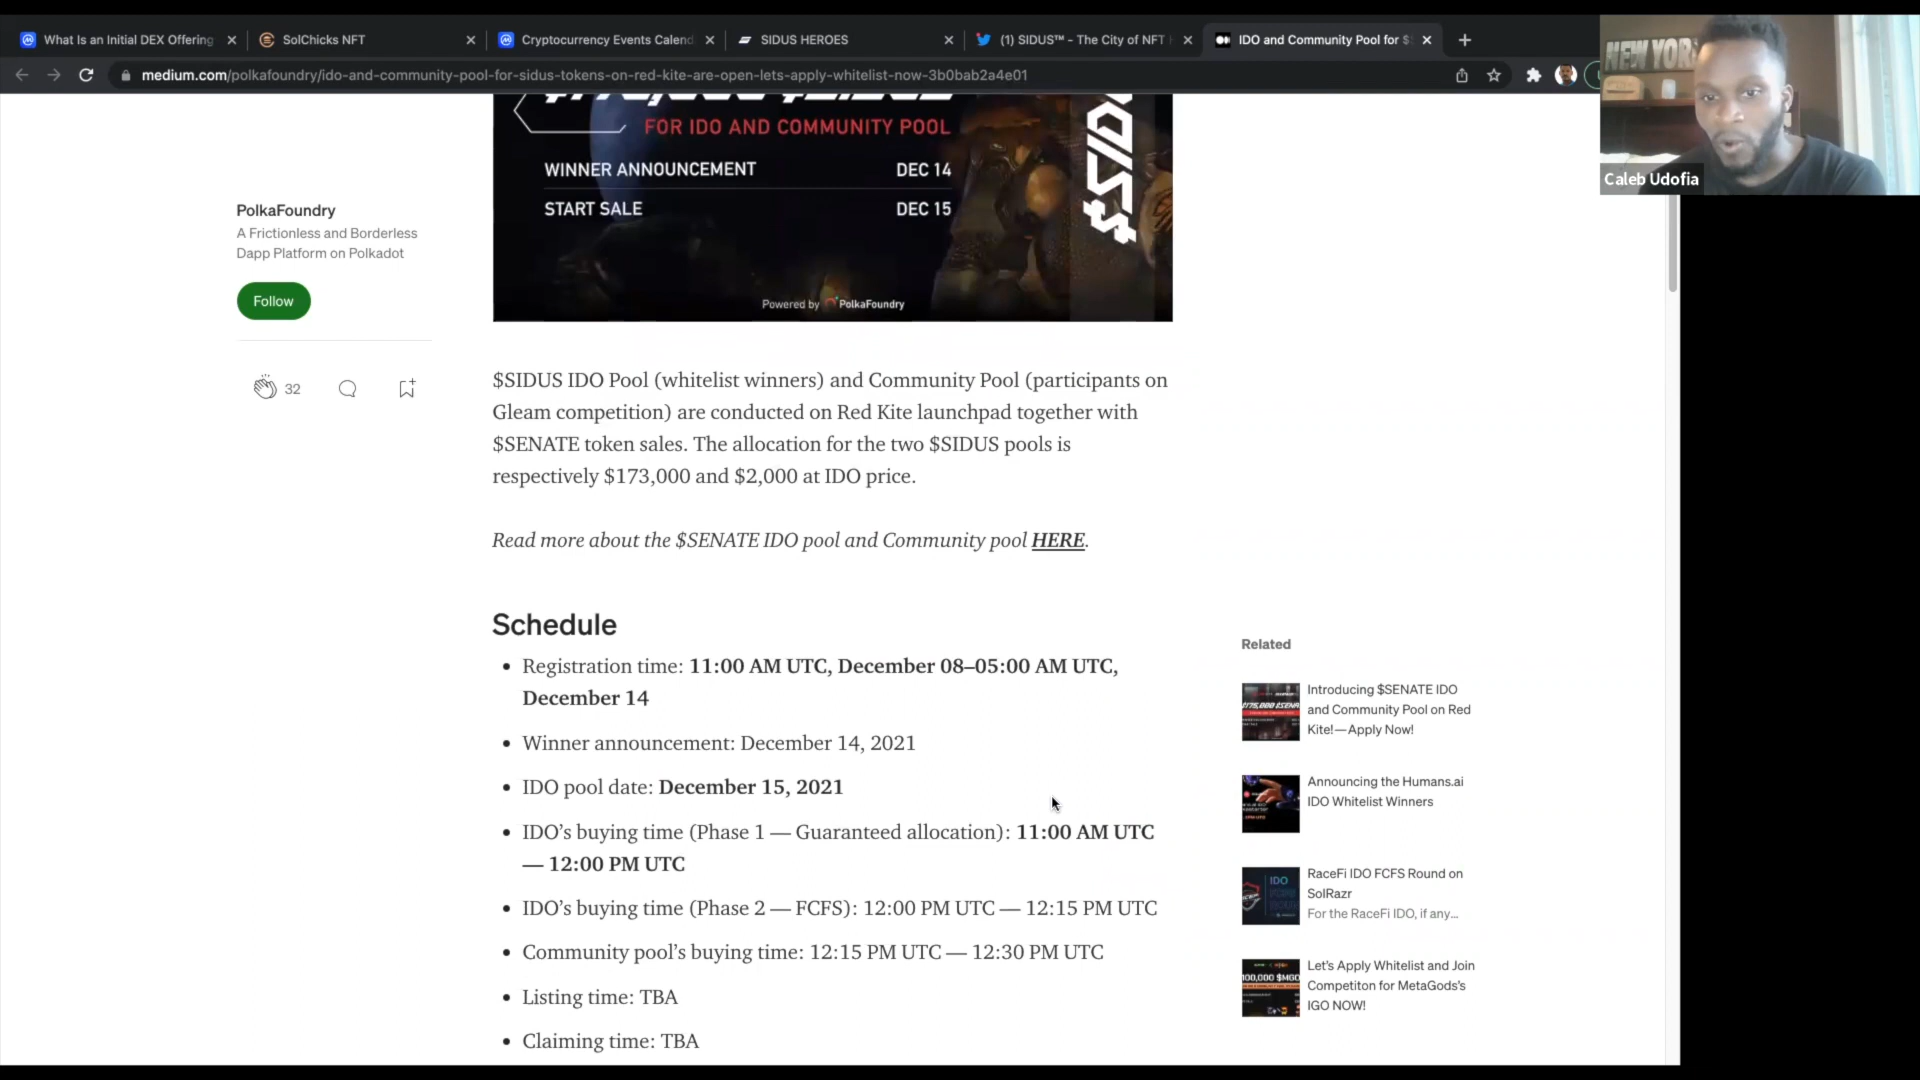 What Is an Initial DEX Offering
SolChicks NFT
Cryptocurrency Events Calend
SIDUS HEROES
(1) SIDUS™ - The City of NFT
IDO and Community Pool for $
medium.com/polkafoundry/ido-and-community-pool-for-sidus-tokens-on-red-kite-are-open-lets-apply-whitelist-now-3b0bab2a4e01
NEW YORK
Caleb Udofia
FOR IDO AND COMMUNITY POOL
WINNER ANNOUNCEMENT DEC 14
START SALE DEC 15
$SIDUS
Powered by PolkaFoundry
PolkaFoundry
A Frictionless and Borderless
Dapp Platform on Polkadot
Follow
32
$SIDUS IDO Pool (whitelist winners) and Community Pool (participants on
Gleam competition) are conducted on Red Kite launchpad together with
$SENATE token sales. The allocation for the two $SIDUS pools is
respectively $173,000 and $2,000 at IDO price.
Read more about the $SENATE IDO pool and Community pool HERE.
Schedule
• Registration time: 11:00 AM UTC, December 08–05:00 AM UTC,
December 14
• Winner announcement: December 14, 2021
• IDO pool date: December 15, 2021
• IDO’s buying time (Phase 1 — Guaranteed allocation): 11:00 AM UTC
— 12:00 PM UTC
• IDO’s buying time (Phase 2 — FCFS): 12:00 PM UTC — 12:15 PM UTC
• Community pool’s buying time: 12:15 PM UTC — 12:30 PM UTC
• Listing time: TBA
• Claiming time: TBA
Related
Introducing $SENATE IDO
and Community Pool on Red
Kite!—Apply Now!
Announcing the Humans.ai
IDO Whitelist Winners
RaceFi IDO FCFS Round on
SolRazr
For the RaceFi IDO, if any...
Let’s Apply Whitelist and Join
Competiton for MetaGods’s
IGO NOW!